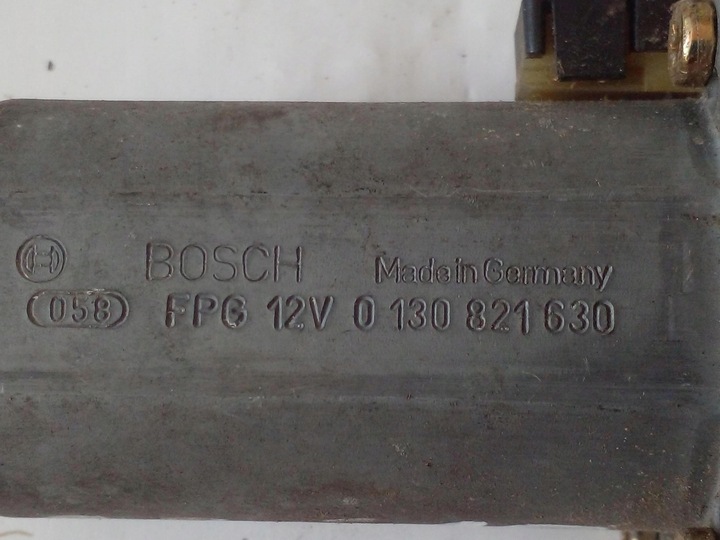 BOSCH Made in Germany
058 FPG 12V 0 130 821 630